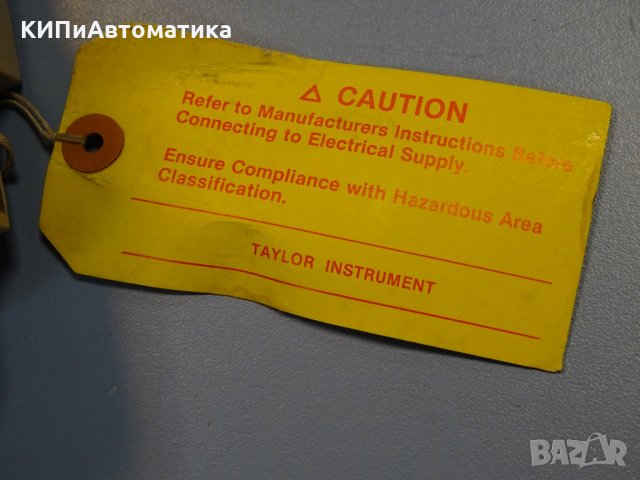 КИПиАвтоматика
⚠ CAUTION
Refer to Manufacturers Instructions Before
Connecting to Electrical Supply.
Ensure Compliance with Hazardous Area
Classification.
TAYLOR INSTRUMENT
BAZAR